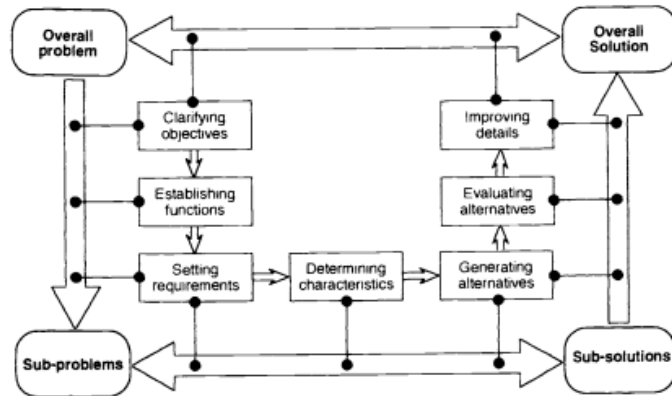 Overall
problem
Overall
Solution
Clarifying
objectives
Improving
details
Establishing
functions
Evaluating
alternatives
Setting
requirements
Determining
characteristics
Generating
alternatives
Sub-problems
Sub-solutions